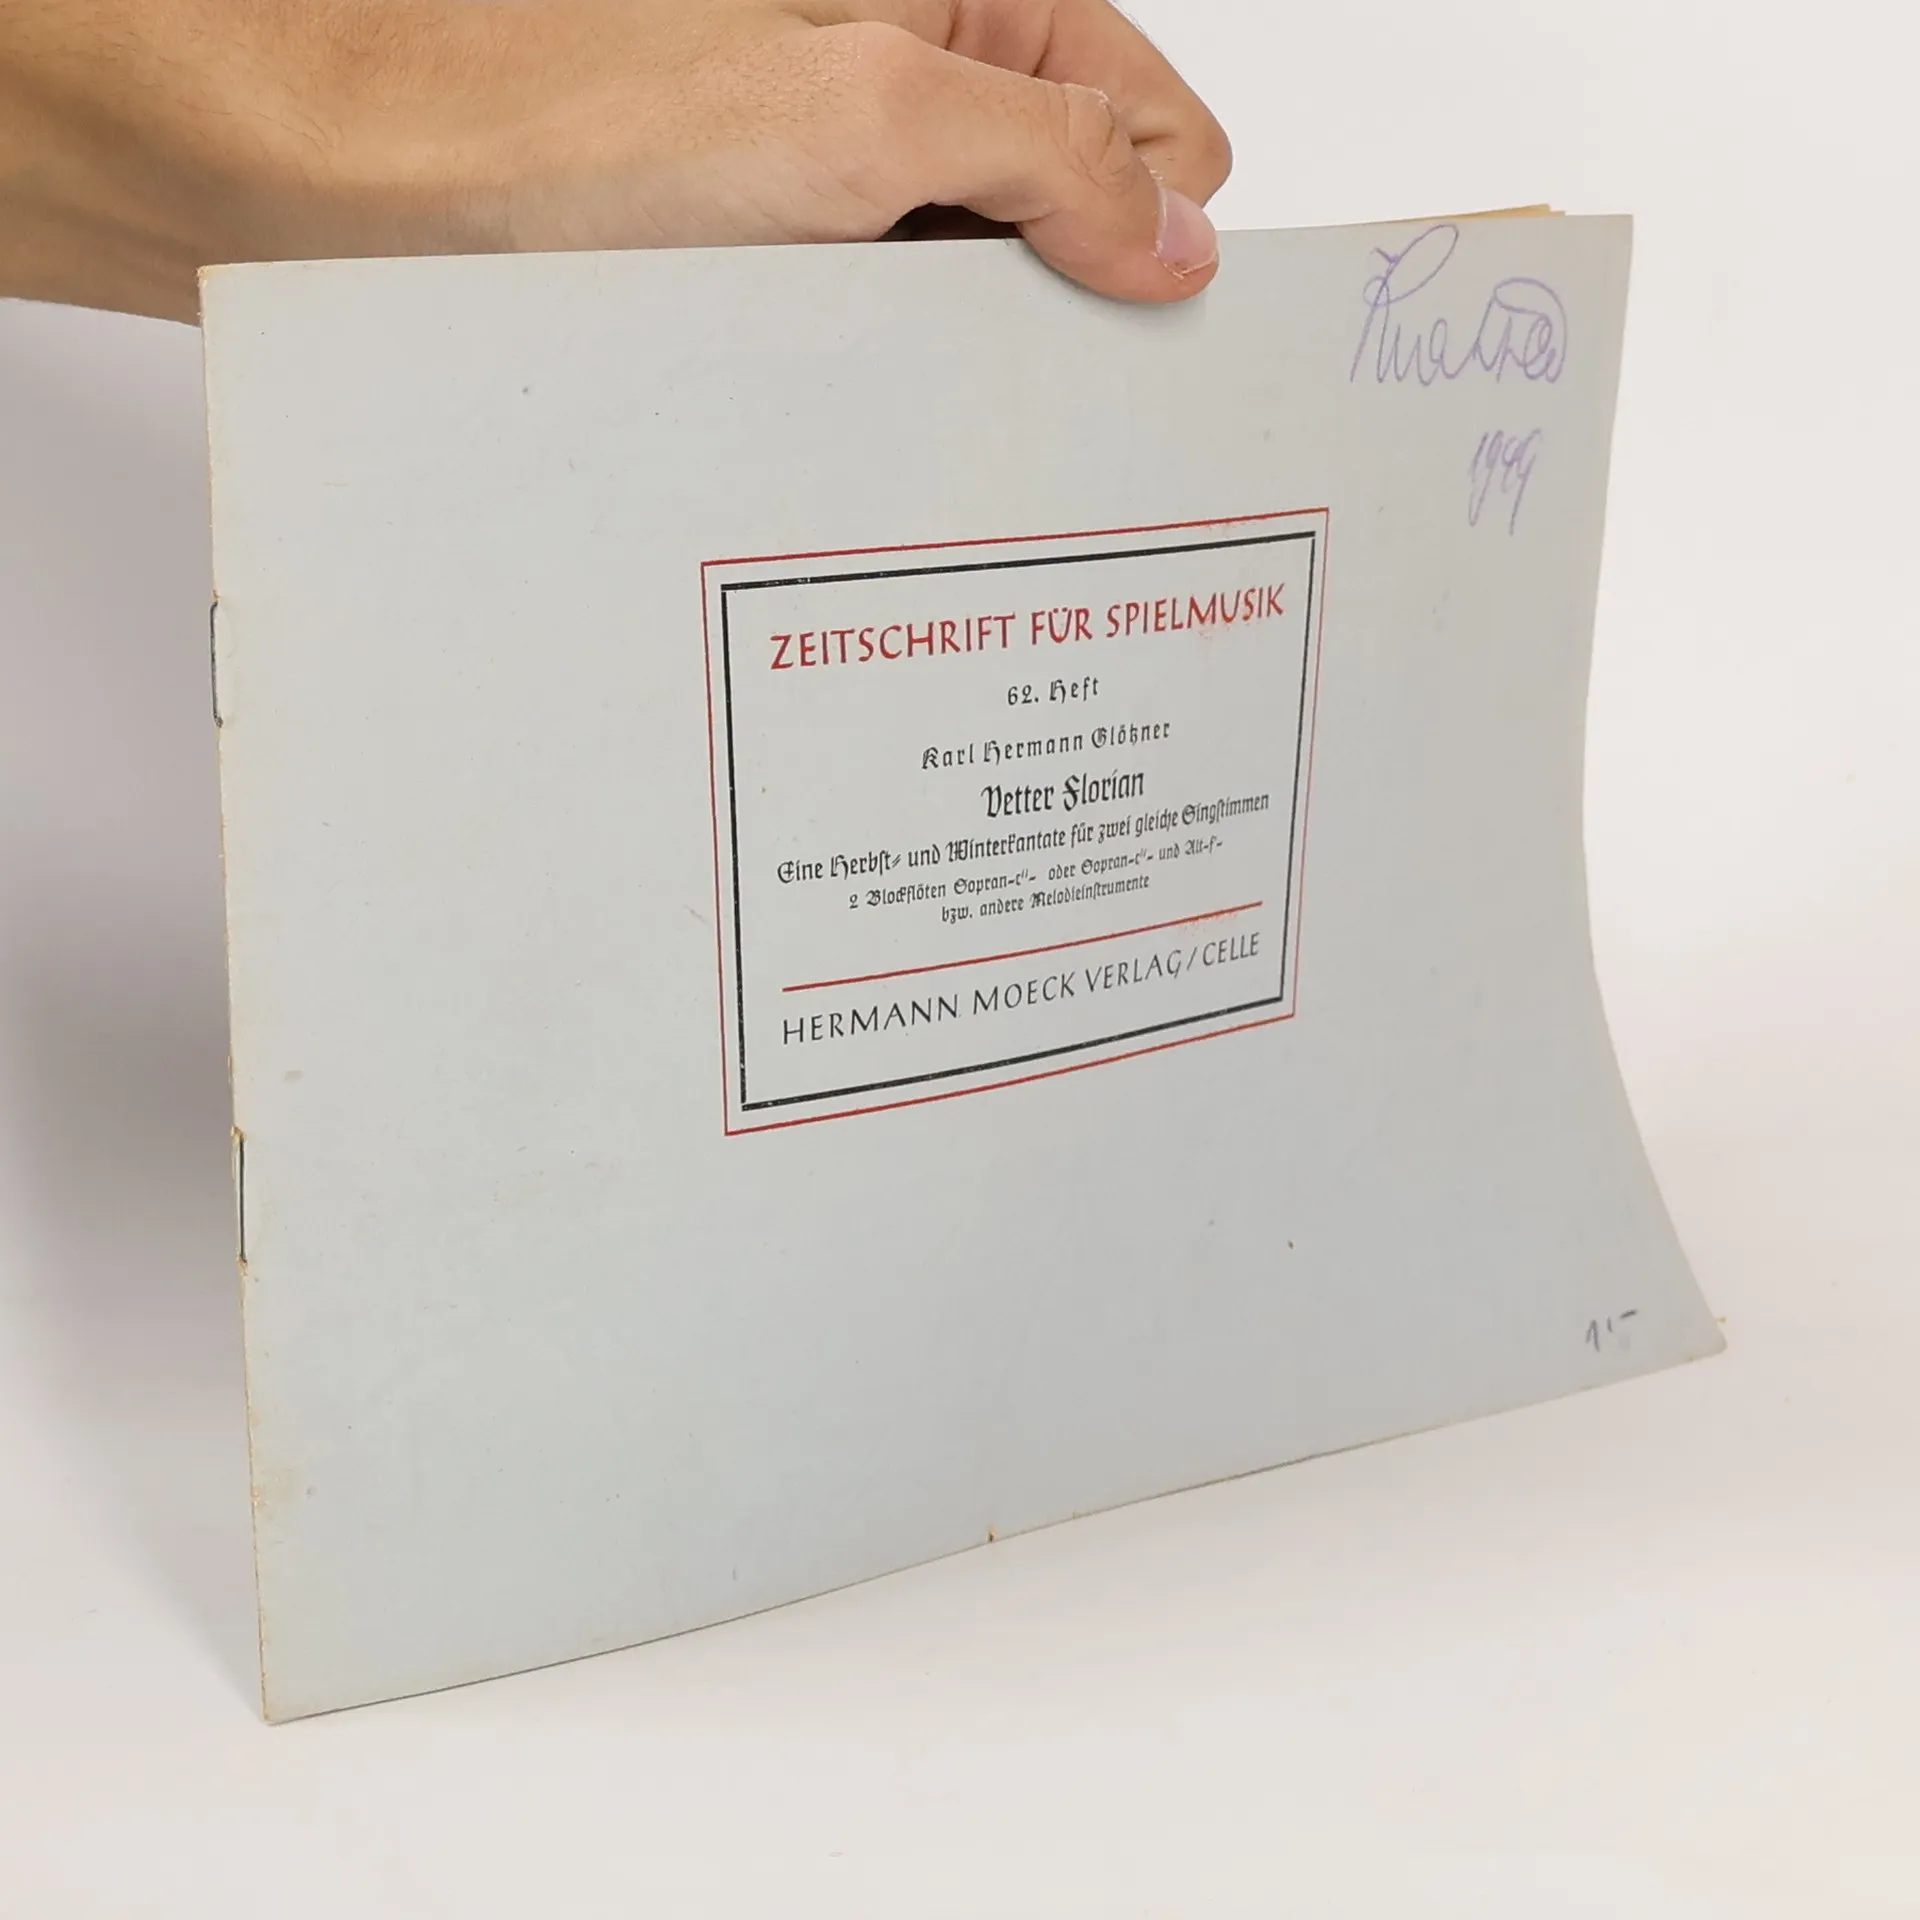 1949
ZEITSCHRIFT FÜR SPIELMUSIK
62. Heft
Karl Hermann Glötzner
Vetter Florian
Eine Herbst- und Winterkantate für zwei gleiche Singstimmen
2 Blockflöten Sopran-c"- oder Sopran-c"- und Alt-f'-
bzw. andere Melodieinstrumente
HERMANN MOECK VERLAG/CELLE